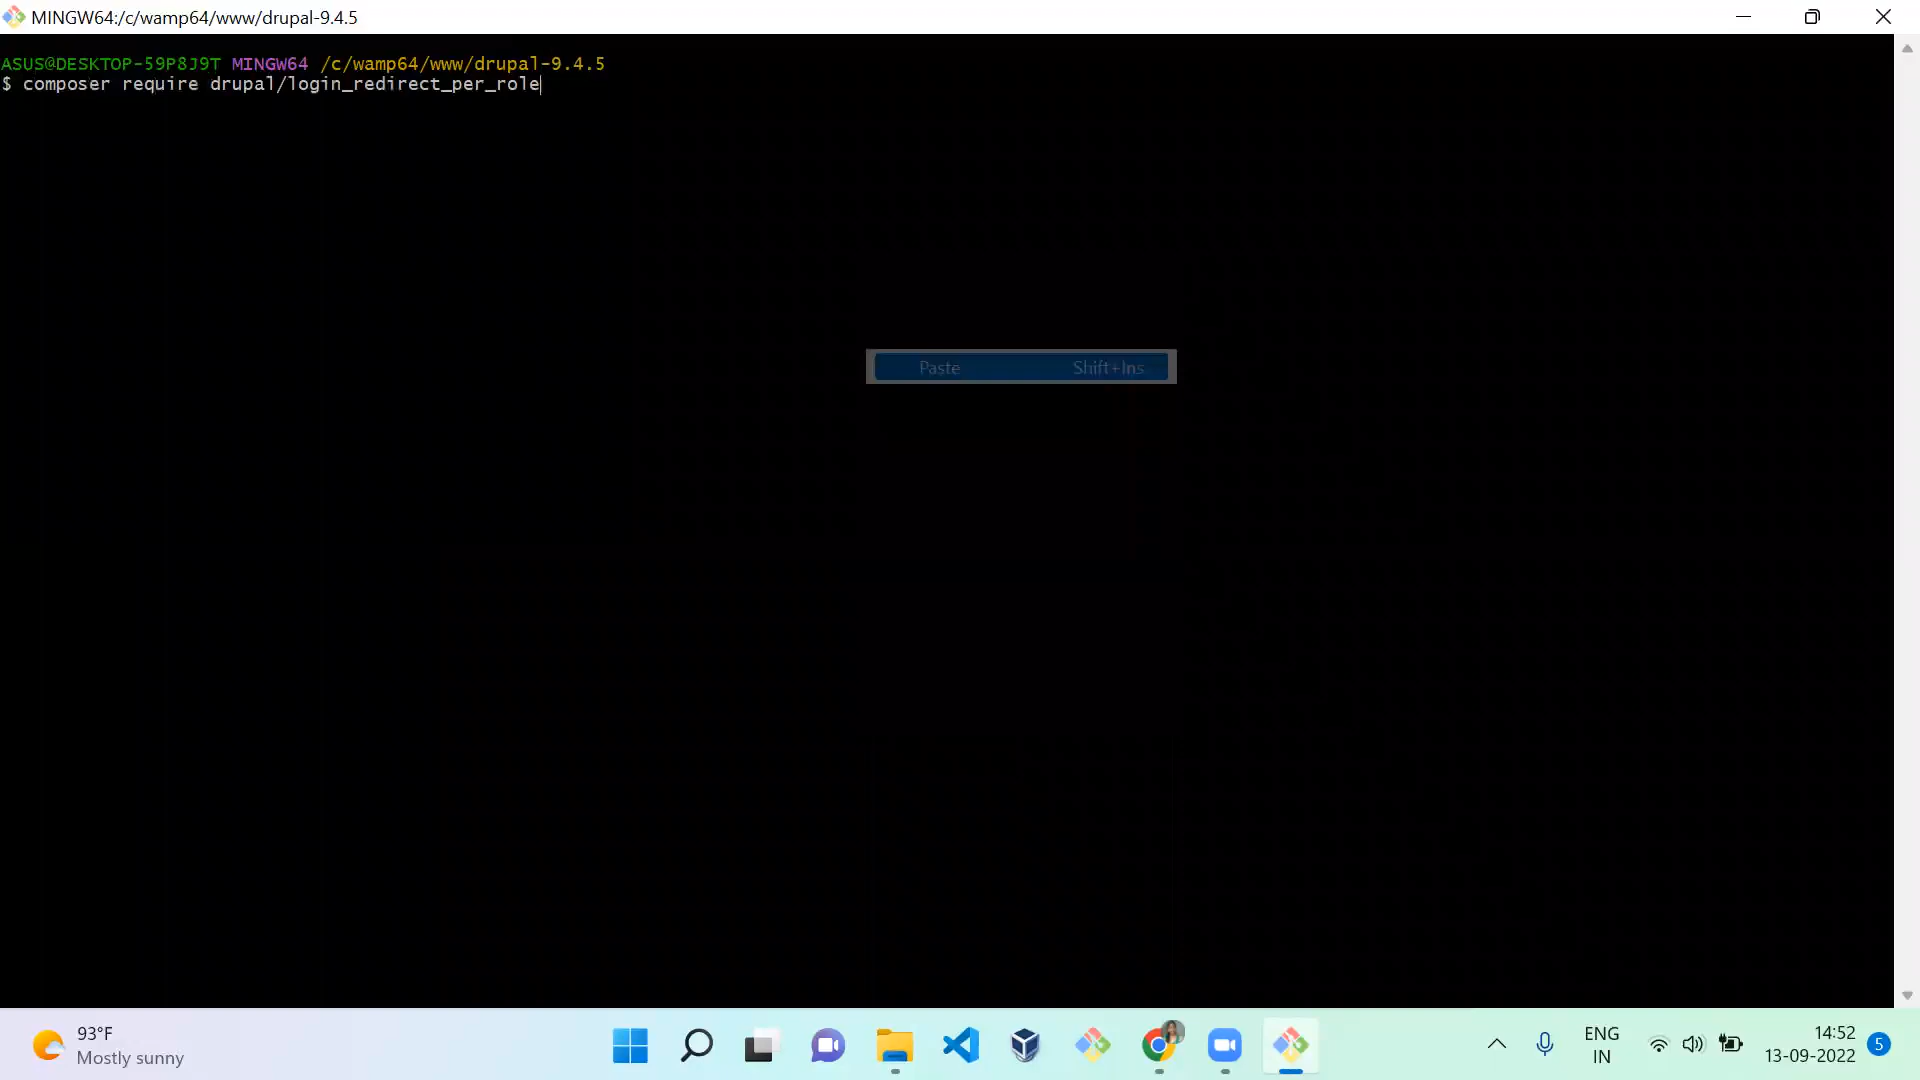 MINGW64:/c/wamp64/www/drupal-9.4.5
ASUS@DESKTOP-59P8J9T MINGW64 /c/wamp64/www/drupal-9.4.5
$ composer require drupal/login_redirect_per_role
Paste Shift+Ins
93°F
Mostly sunny
ENG
IN
14:52
13-09-2022
5